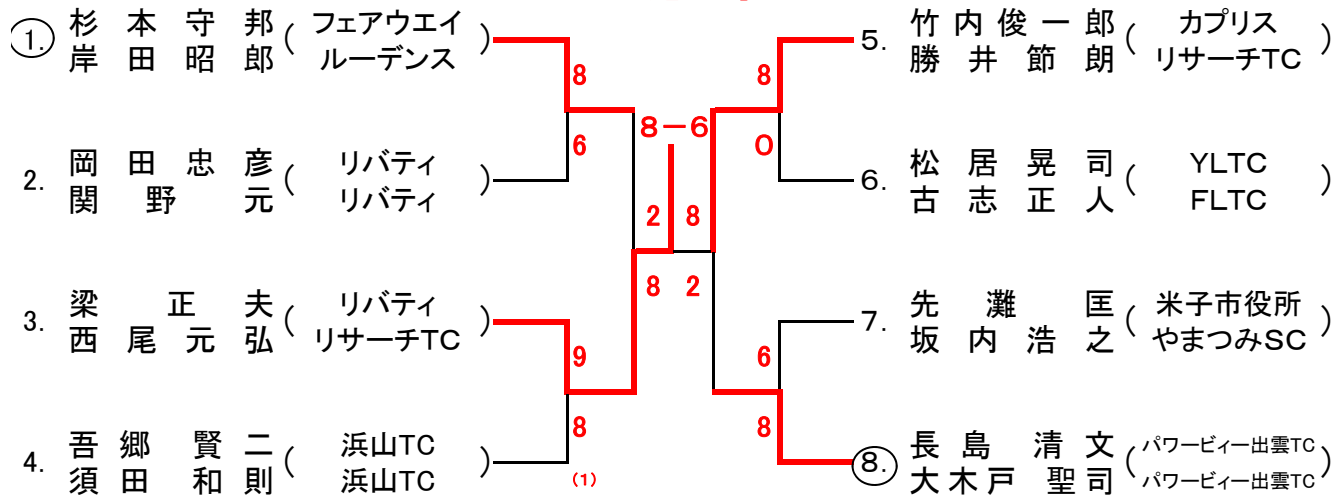 1. 杉本守邦 ( フェアウエイ )
岸田昭郎 ルーデンス
2. 岡田忠彦 ( リバティ )
関野元 リバティ
3. 梁正夫 ( リバティ )
西尾元弘 リサーチTC
4. 吾郷賢二 ( 浜山TC )
須田和則 浜山TC
8
6
9
8
(1)
8－6
2 8
8 2
8
0
6
8
5. 竹内俊一郎 ( カプリス )
勝井節朗 リサーチTC
6. 松居晃司 ( YLTC )
古志正人 FLTC
7. 先灘匡 ( 米子市役所 )
坂内浩之 やまつみSC
8. 長島清文 ( パワービィー出雲TC )
大木戸聖司 パワービィー出雲TC